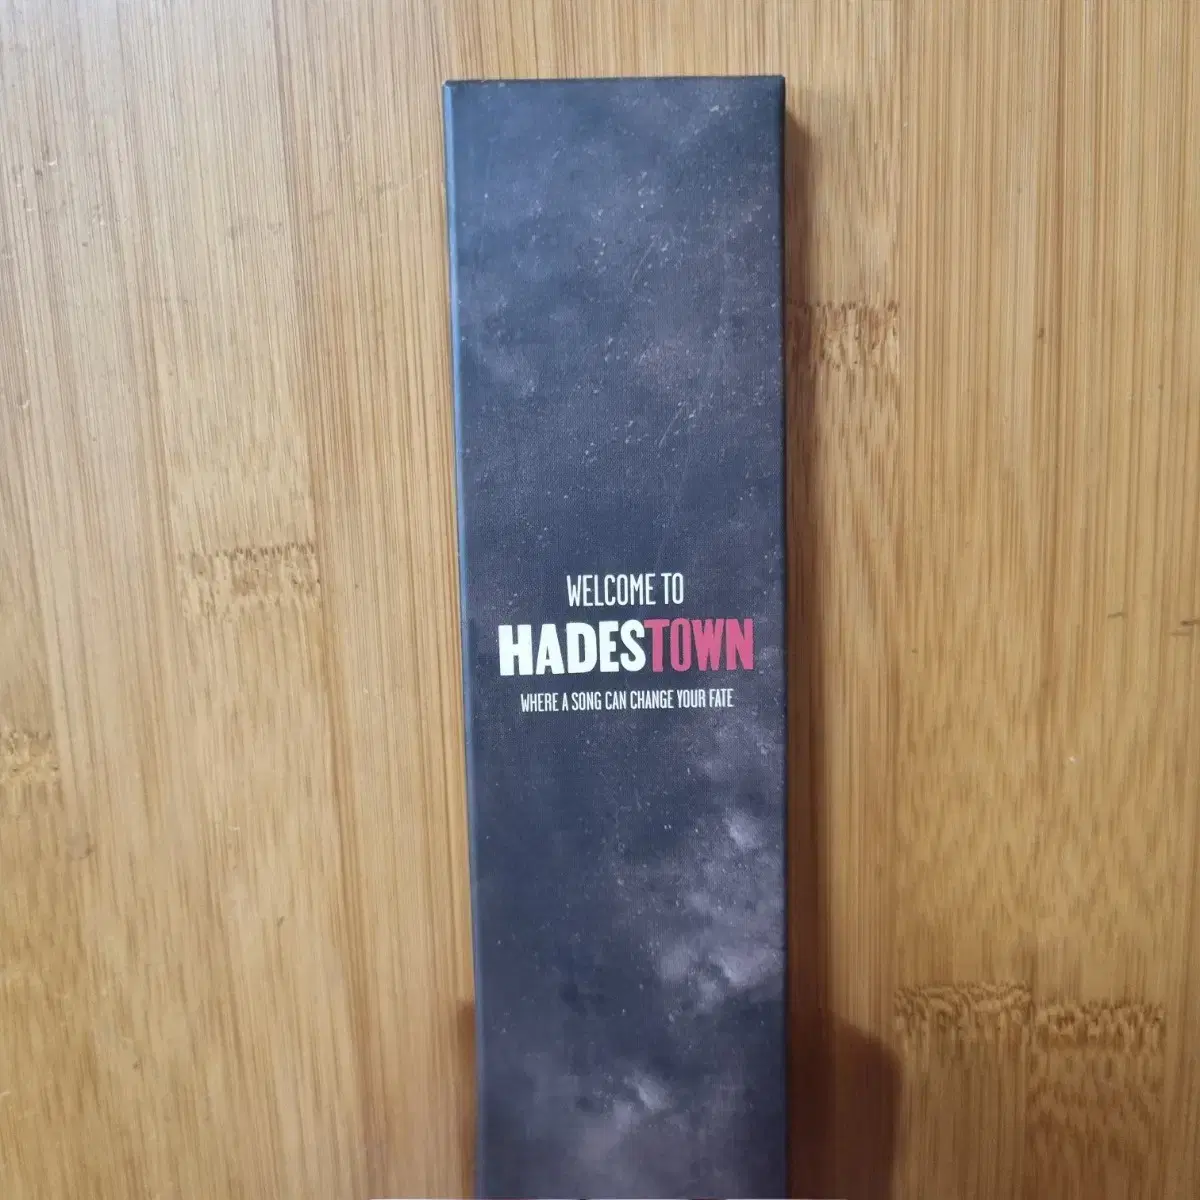 WELCOME TO
HADESTOWN
WHERE A SONG CAN CHANGE YOUR FATE